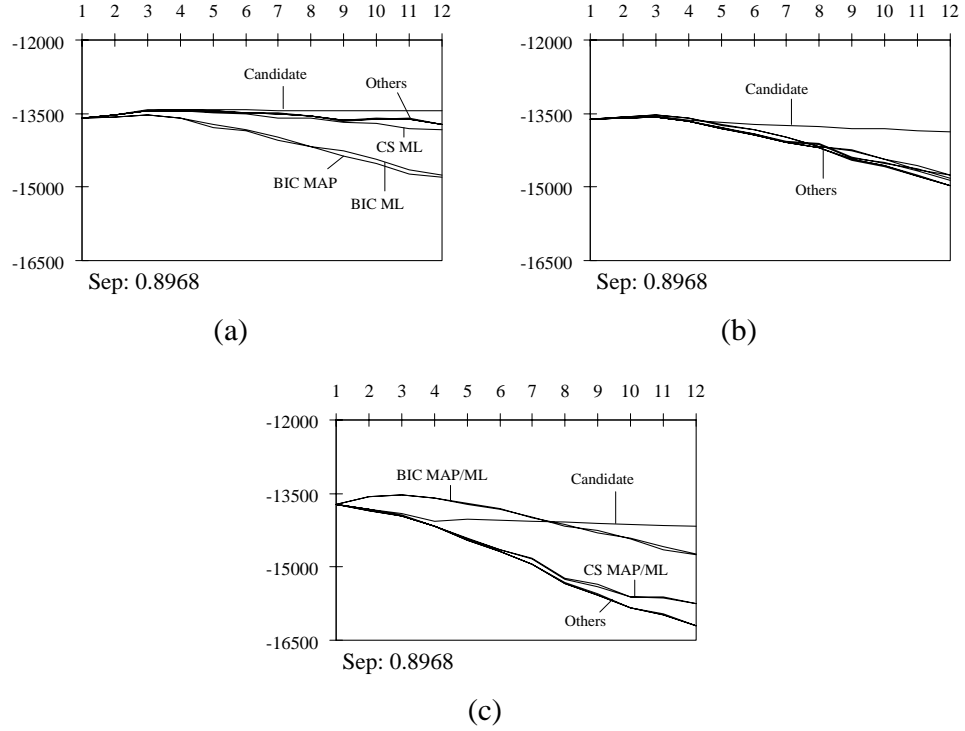 1 2 3 4 5 6 7 8 9 10 11 12
-12000
-13500
-15000
-16500
Candidate
Others
CS ML
BIC MAP
BIC ML
Sep: 0.8968
(a)
1 2 3 4 5 6 7 8 9 10 11 12
-12000
-13500
-15000
-16500
Candidate
Others
Sep: 0.8968
(b)
1 2 3 4 5 6 7 8 9 10 11 12
-12000
-13500
-15000
-16500
BIC MAP/ML
Candidate
CS MAP/ML
Others
Sep: 0.8968
(c)